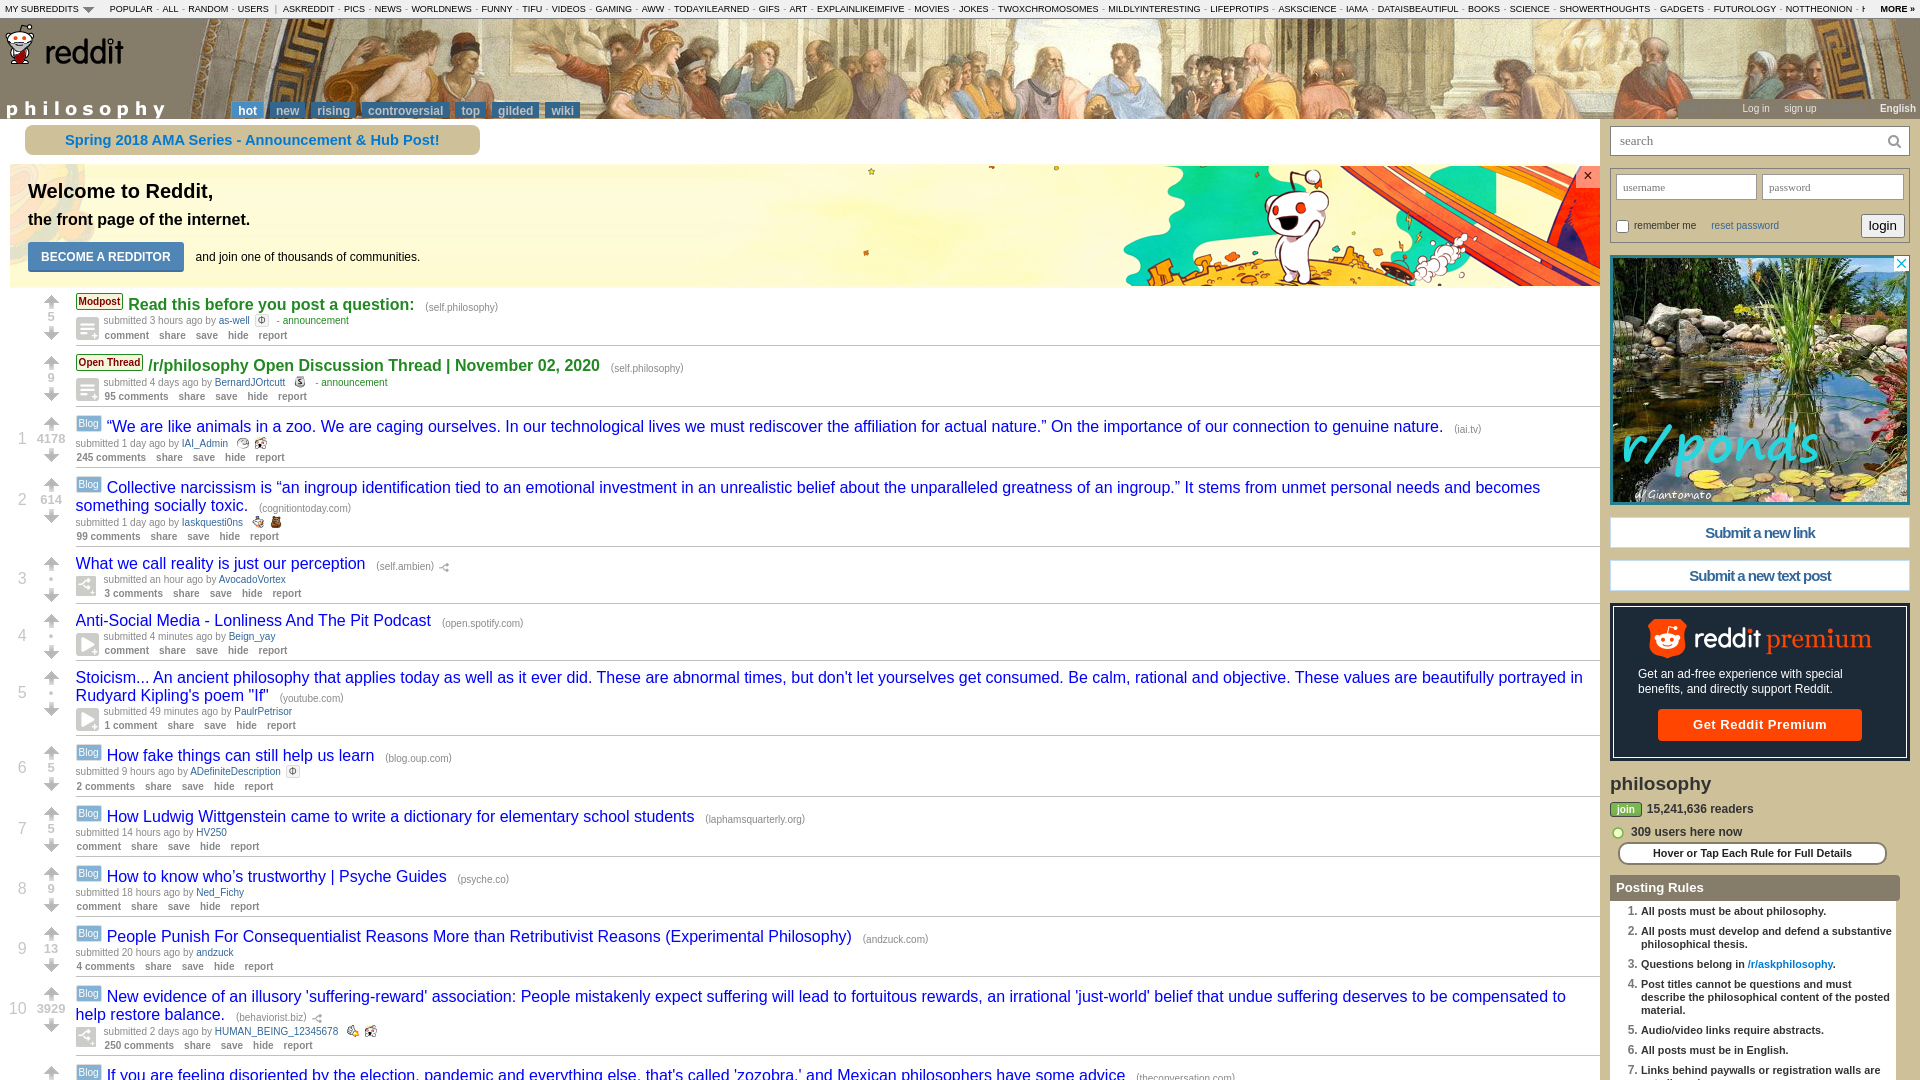 MY SUBREDDITS POPULAR - ALL - RANDOM - USERS | ASKREDDIT - PICS - NEWS - WORLDNEWS - FUNNY - TIFU - VIDEOS - GAMING - AWW - TODAYILEARNED - GIFS - ART - EXPLAINLIKEIMFIVE - MOVIES - JOKES - TWOXCHROMOSOMES - MILDLYINTERESTING - LIFEPROTIPS - ASKSCIENCE - IAMA - DATAISBEAUTIFUL - BOOKS - SCIENCE - SHOWERTHOUGHTS - GADGETS - FUTUROLOGY - NOTTHEONION - MORE »
reddit
philosophy hot new rising controversial top gilded wiki
Log in sign up English
Spring 2018 AMA Series - Announcement & Hub Post!
Welcome to Reddit,
the front page of the internet.
BECOME A REDDITOR and join one of thousands of communities.
×
Modpost Read this before you post a question: (self.philosophy)
5
submitted 3 hours ago by as-well Φ - announcement
comment share save hide report
Open Thread /r/philosophy Open Discussion Thread | November 02, 2020 (self.philosophy)
9
submitted 4 days ago by BernardJOrtcutt - announcement
95 comments share save hide report
Blog “We are like animals in a zoo. We are caging ourselves. In our technological lives we must rediscover the affiliation for actual nature.” On the importance of our connection to genuine nature. (iai.tv)
1 4178
submitted 1 day ago by IAI_Admin
245 comments share save hide report
Blog Collective narcissism is “an ingroup identification tied to an emotional investment in an unrealistic belief about the unparalleled greatness of an ingroup.” It stems from unmet personal needs and becomes
2 614
something socially toxic. (cognitiontoday.com)
submitted 1 day ago by Iaskquesti0ns
99 comments share save hide report
What we call reality is just our perception (self.ambien)
3 •
submitted an hour ago by AvocadoVortex
3 comments share save hide report
Anti-Social Media - Lonliness And The Pit Podcast (open.spotify.com)
4 •
submitted 4 minutes ago by Beign_yay
comment share save hide report
Stoicism... An ancient philosophy that applies today as well as it ever did. These are abnormal times, but don't let yourselves get consumed. Be calm, rational and objective. These values are beautifully portrayed in
5 •
Rudyard Kipling's poem "If" (youtube.com)
submitted 49 minutes ago by PaulrPetrisor
1 comment share save hide report
Blog How fake things can still help us learn (blog.oup.com)
6 5
submitted 9 hours ago by ADefiniteDescription Φ
2 comments share save hide report
Blog How Ludwig Wittgenstein came to write a dictionary for elementary school students (laphamsquarterly.org)
7 5
submitted 14 hours ago by HV250
comment share save hide report
Blog How to know who’s trustworthy | Psyche Guides (psyche.co)
8 9
submitted 18 hours ago by Ned_Fichy
comment share save hide report
Blog People Punish For Consequentialist Reasons More than Retributivist Reasons (Experimental Philosophy) (andzuck.com)
9 13
submitted 20 hours ago by andzuck
4 comments share save hide report
Blog New evidence of an illusory 'suffering-reward' association: People mistakenly expect suffering will lead to fortuitous rewards, an irrational 'just-world' belief that undue suffering deserves to be compensated to
10 3929
help restore balance. (behaviorist.biz)
submitted 2 days ago by HUMAN_BEING_12345678
250 comments share save hide report
Blog If you are feeling disoriented by the election, pandemic and everything else, that's called 'zozobra,' and Mexican philosophers have some advice (theconversation.com)
search
username password
remember me reset password login
r/ponds
d/Giantomato
Submit a new link
Submit a new text post
reddit premium
Get an ad-free experience with special
benefits, and directly support Reddit.
Get Reddit Premium
philosophy
join 15,241,636 readers
309 users here now
Hover or Tap Each Rule for Full Details
Posting Rules
1. All posts must be about philosophy.
2. All posts must develop and defend a substantive
philosophical thesis.
3. Questions belong in /r/askphilosophy.
4. Post titles cannot be questions and must
describe the philosophical content of the posted
material.
5. Audio/video links require abstracts.
6. All posts must be in English.
7. Links behind paywalls or registration walls are